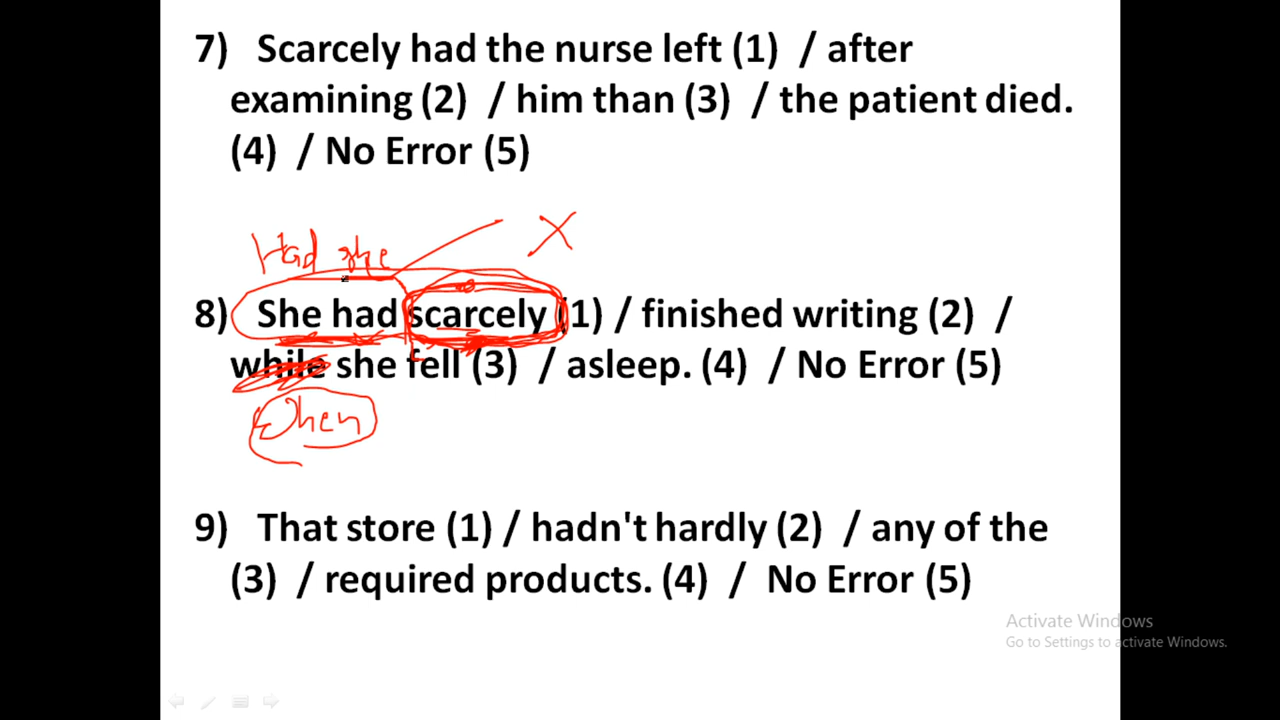 7) Scarcely had the nurse left (1) / after
examining (2) / him than (3) / the patient died.
(4) / No Error (5)
Had she X
8) She had scarcely (1) / finished writing (2) /
while she fell (3) / asleep. (4) / No Error (5)
When
9) That store (1) / hadn't hardly (2) / any of the
(3) / required products. (4) / No Error (5)
Activate Windows
Go to Settings to activate Windows.